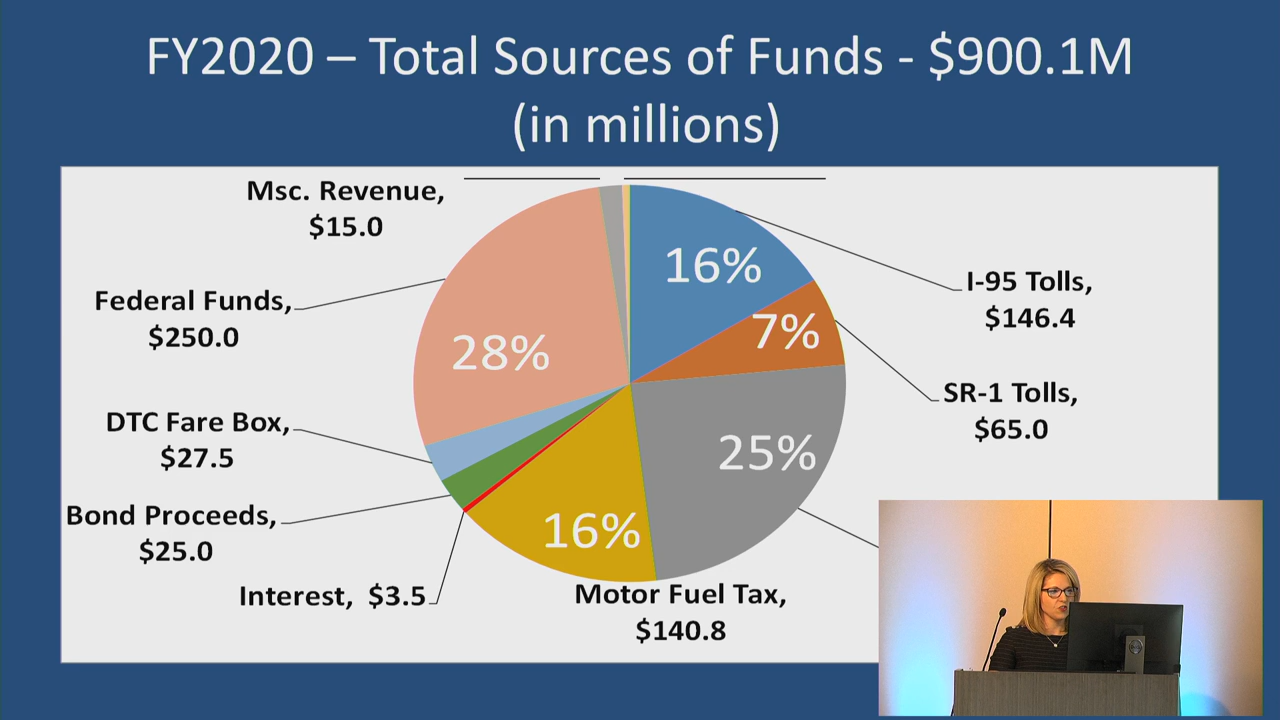 FY2020 – Total Sources of Funds - $900.1M
(in millions)
Msc. Revenue,
$15.0
Federal Funds,
$250.0
DTC Fare Box,
$27.5
Bond Proceeds,
$25.0
Interest, $3.5
Motor Fuel Tax,
$140.8
I-95 Tolls,
$146.4
SR-1 Tolls,
$65.0
16%
7%
25%
16%
28%